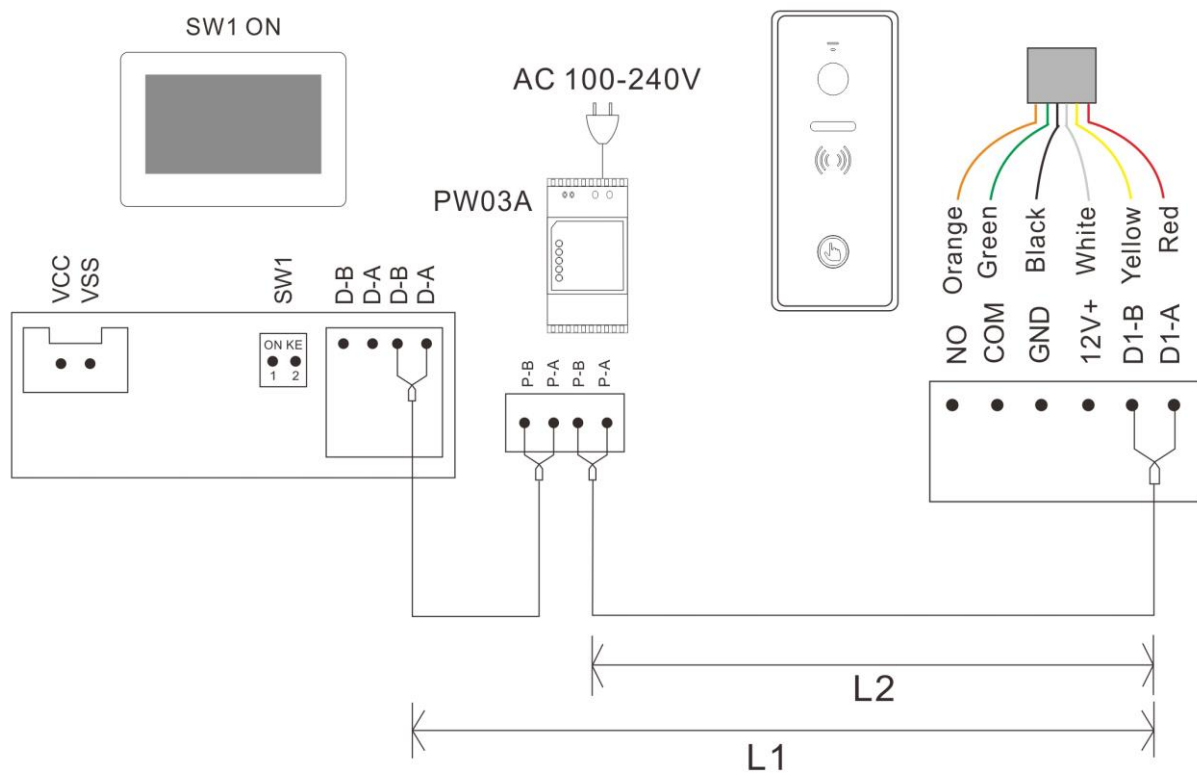 SW1 ON
AC 100-240V
PW03A
VCC
VSS
SW1
D-B
D-A
D-B
D-A
ON KE
1 2
P-B
P-A
P-B
P-A
Orange
Green
Black
White
Yellow
Red
NO
COM
GND
12V+
D1-B
D1-A
L2
L1